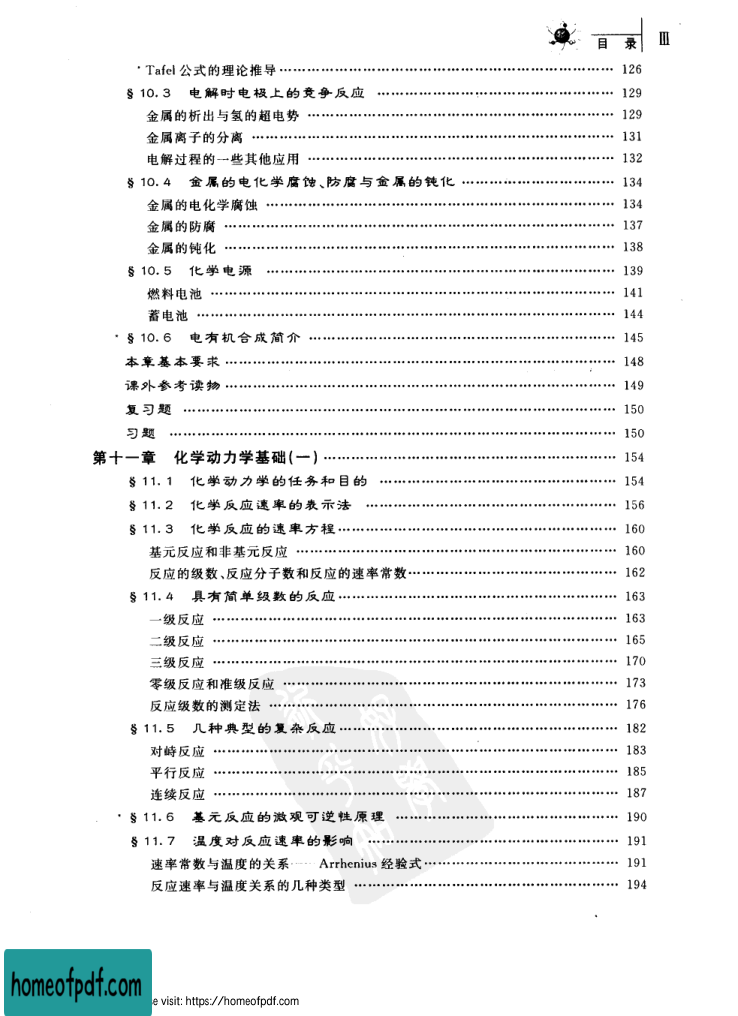 目 录 Ⅲ
*Tafel 公式的理论推导 …… 126
§ 10.3 电解时电极上的竞争反应 …… 129
金属的析出与氢的超电势 …… 129
金属离子的分离 …… 131
电解过程的一些其他应用 …… 132
§ 10.4 金属的电化学腐蚀、防腐与金属的钝化 …… 134
金属的电化学腐蚀 …… 134
金属的防腐 …… 137
金属的钝化 …… 138
§ 10.5 化学电源 …… 139
燃料电池 …… 141
蓄电池 …… 144
*§ 10.6 电有机合成简介 …… 145
本章基本要求 …… 148
课外参考读物 …… 149
复习题 …… 150
习题 …… 150
第十一章 化学动力学基础(一) …… 154
§ 11.1 化学动力学的任务和目的 …… 154
§ 11.2 化学反应速率的表示法 …… 156
§ 11.3 化学反应的速率方程 …… 160
基元反应和非基元反应 …… 160
反应的级数、反应分子数和反应的速率常数 …… 162
§ 11.4 具有简单级数的反应 …… 163
一级反应 …… 163
二级反应 …… 165
三级反应 …… 170
零级反应和准级反应 …… 173
反应级数的测定法 …… 176
§ 11.5 几种典型的复杂反应 …… 182
对峙反应 …… 183
平行反应 …… 185
连续反应 …… 187
*§ 11.6 基元反应的微观可逆性原理 …… 190
§ 11.7 温度对反应速率的影响 …… 191
速率常数与温度的关系——Arrhenius 经验式 …… 191
反应速率与温度关系的几种类型 …… 194
homeofpdf.com
e visit: https://homeofpdf.com